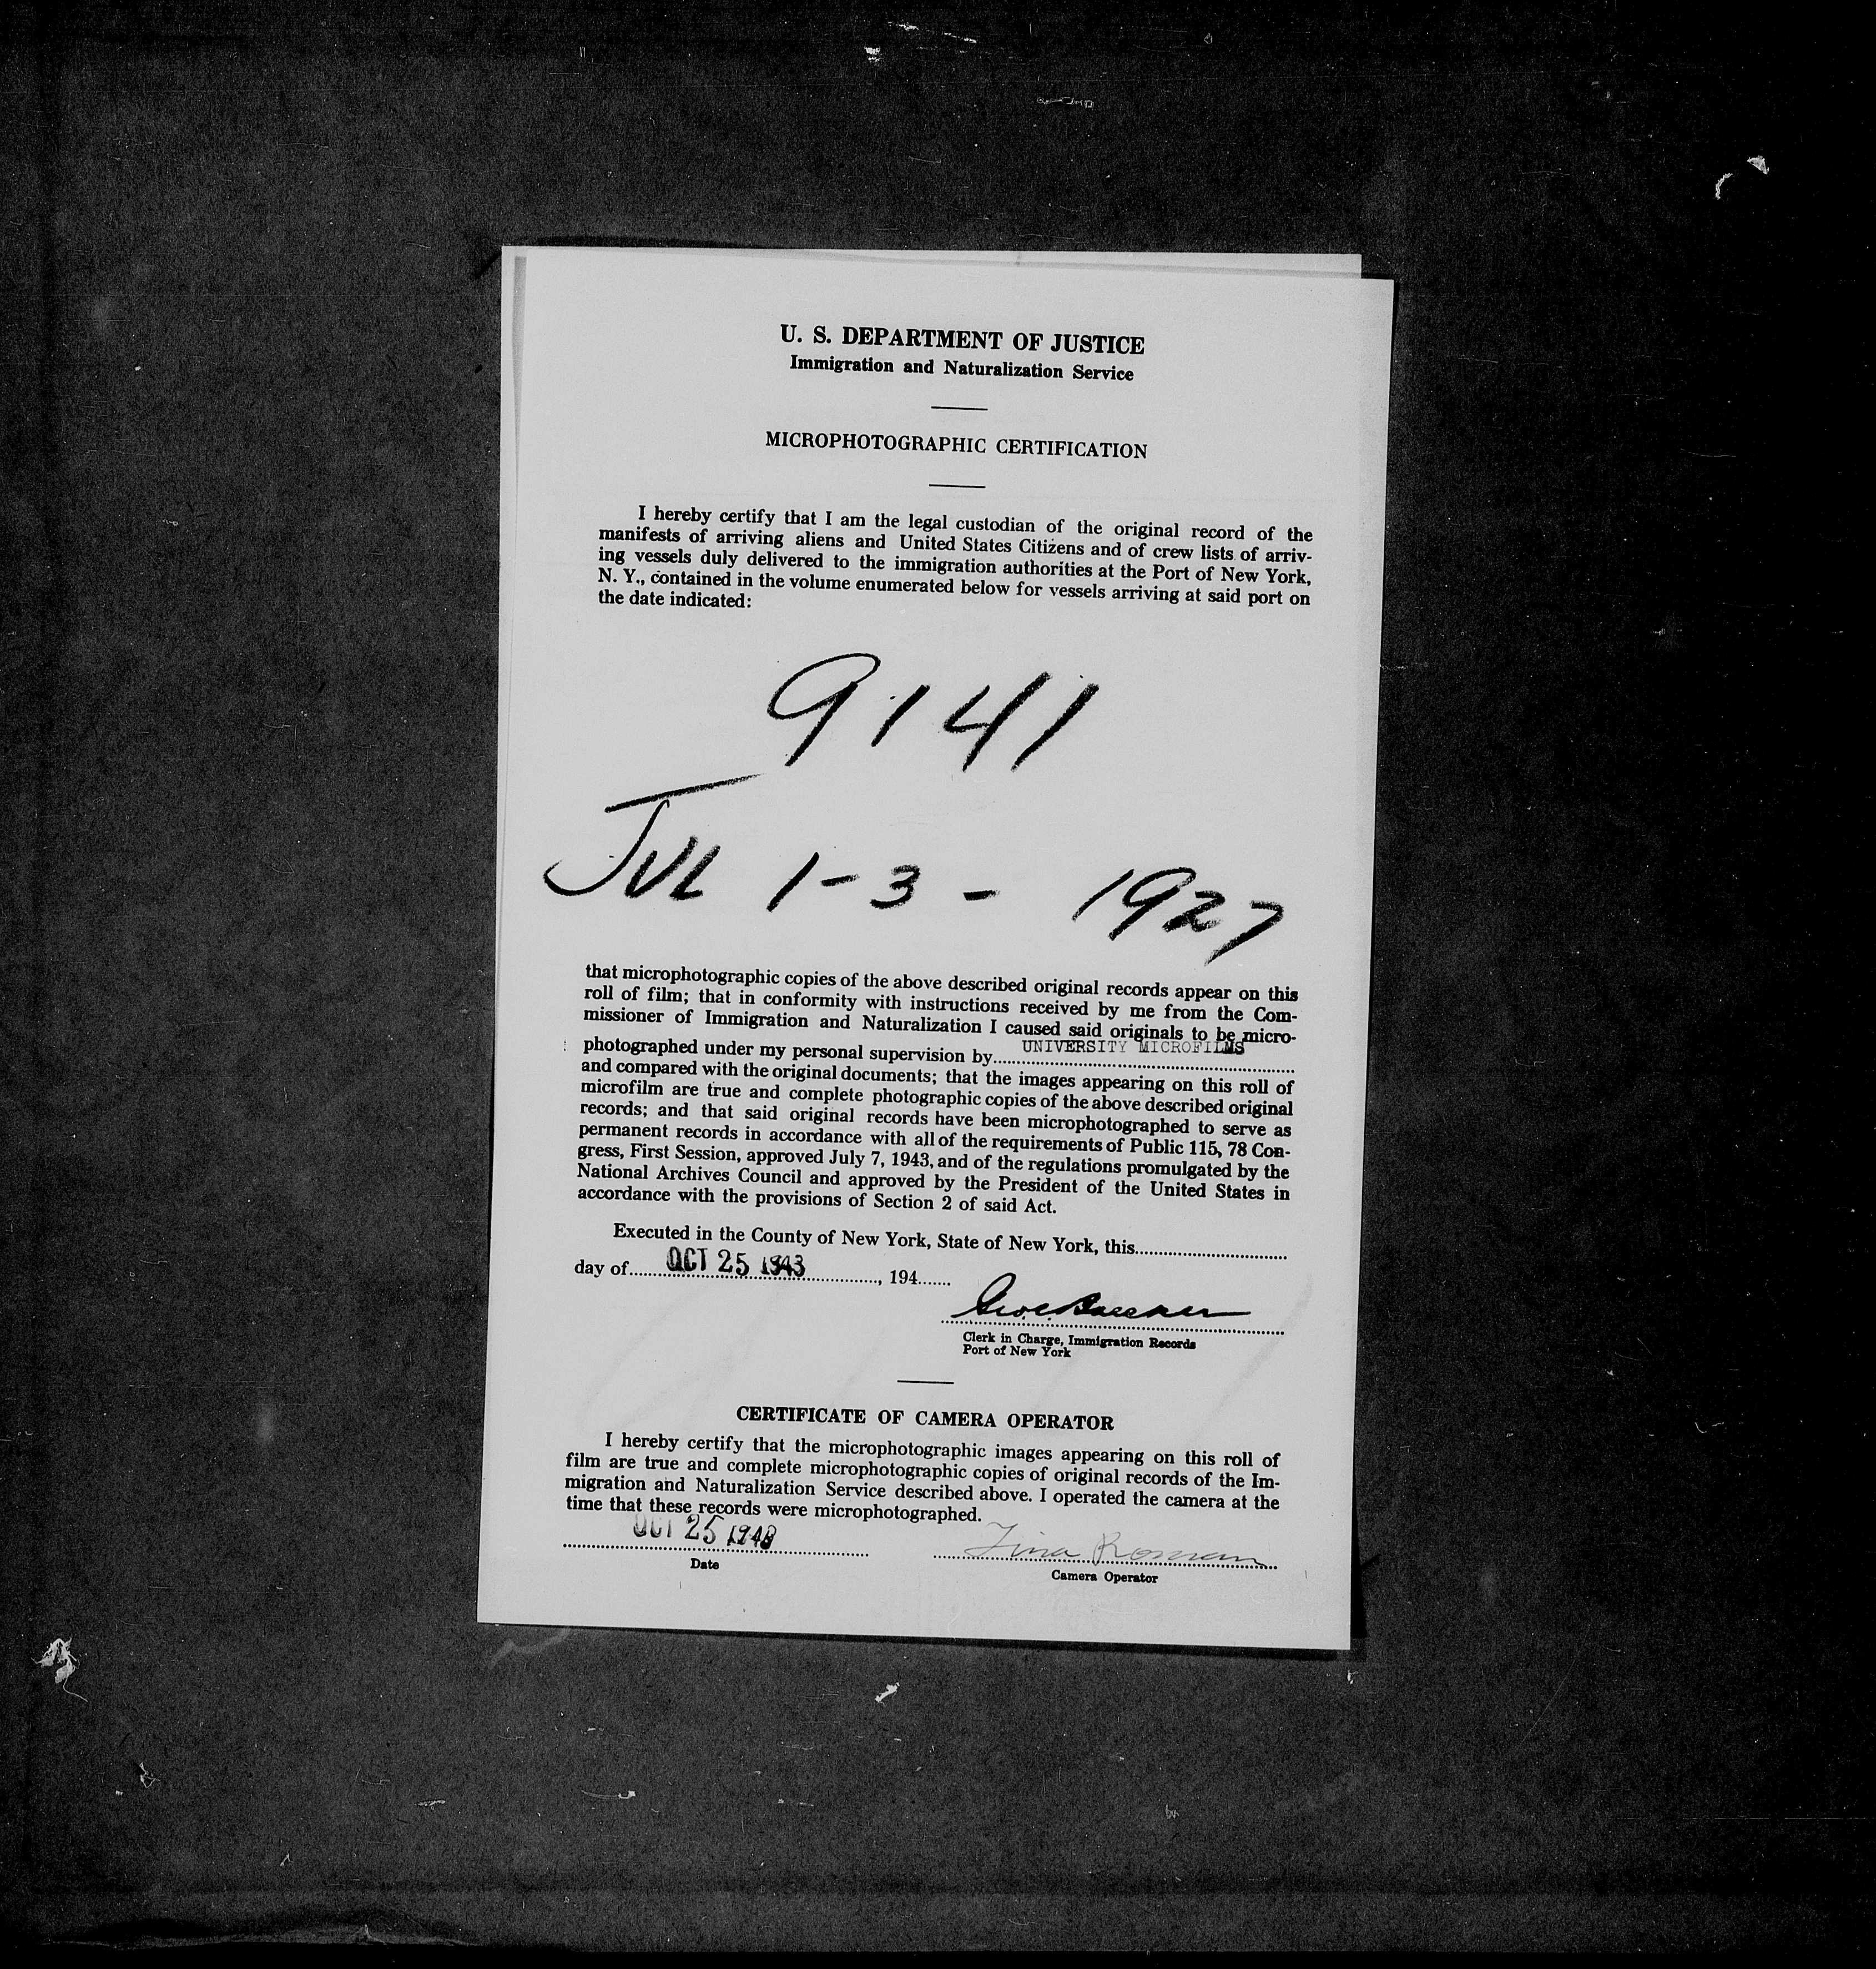 U. S. DEPARTMENT OF JUSTICE
Immigration and Naturalization Service
MICROPHOTOGRAPHIC CERTIFICATION
I hereby certify that I am the legal custodian of the original record of the
manifests of arriving aliens and United States Citizens and of crew lists of arriv-
ing vessels duly delivered to the immigration authorities at the Port of New York,
N. Y., contained in the volume enumerated below for vessels arriving at said port on
the date indicated:
9141
JUL 1-3- 1927
that microphotographic copies of the above described original records appear on this
roll of film; that in conformity with instructions received by me from the Com-
missioner of Immigration and Naturalization I caused said originals to be micro-
photographed under my personal supervision by UNIVERSITY MICROFILMS
and compared with the original documents; that the images appearing on this roll of
microfilm are true and complete photographic copies of the above described original
records; and that said original records have been microphotographed to serve as
permanent records in accordance with all of the requirements of Public 115, 78 Con-
gress, First Session, approved July 7, 1943, and of the regulations promulgated by the
National Archives Council and approved by the President of the United States in
accordance with the provisions of Section 2 of said Act.
Executed in the County of New York, State of New York, this
day of OCT 25 1943, 194
Clerk in Charge, Immigration Records
Port of New York
CERTIFICATE OF CAMERA OPERATOR
I hereby certify that the microphotographic images appearing on this roll of
film are true and complete microphotographic copies of original records of the Im-
migration and Naturalization Service described above. I operated the camera at the
time that these records were microphotographed.
OCT 25 Roman
Date
Camera Operator